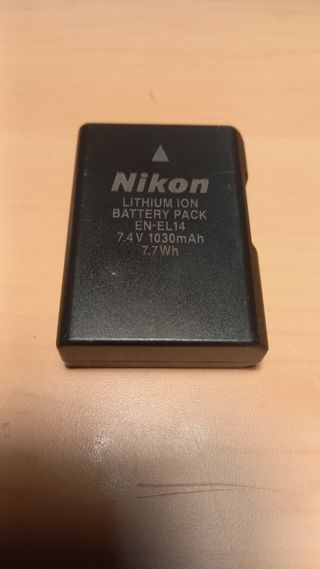 Nikon
LITHIUM ION
BATTERY PACK
EN-EL14
7.4V 1030mAh
7.7Wh